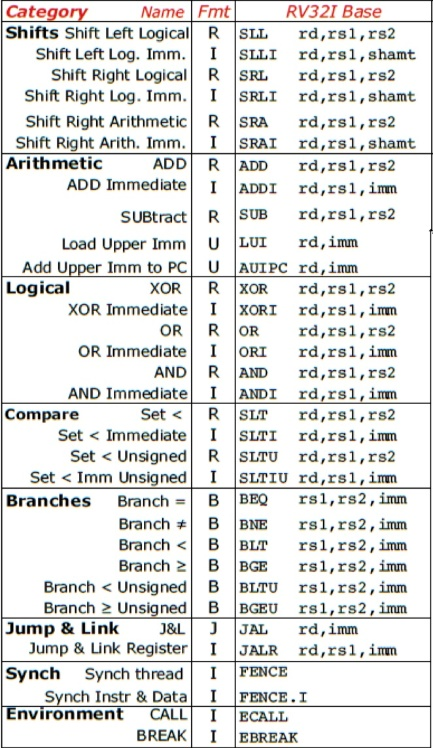 Category Name Fmt RV32I Base
Shifts Shift Left Logical R SLL rd,rs1,rs2
Shift Left Log. Imm. I SLLI rd,rs1,shamt
Shift Right Logical R SRL rd,rs1,rs2
Shift Right Log. Imm. I SRLI rd,rs1,shamt
Shift Right Arithmetic R SRA rd,rs1,rs2
Shift Right Arith. Imm. I SRAI rd,rs1,shamt
Arithmetic ADD R ADD rd,rs1,rs2
ADD Immediate I ADDI rd,rs1,imm
SUBtract R SUB rd,rs1,rs2
Load Upper Imm U LUI rd,imm
Add Upper Imm to PC U AUIPC rd,imm
Logical XOR R XOR rd,rs1,rs2
XOR Immediate I XORI rd,rs1,imm
OR R OR rd,rs1,rs2
OR Immediate I ORI rd,rs1,imm
AND R AND rd,rs1,rs2
AND Immediate I ANDI rd,rs1,imm
Compare Set < R SLT rd,rs1,rs2
Set < Immediate I SLTI rd,rs1,imm
Set < Unsigned R SLTU rd,rs1,rs2
Set < Imm Unsigned I SLTIU rd,rs1,imm
Branches Branch = B BEQ rs1,rs2,imm
Branch ≠ B BNE rs1,rs2,imm
Branch < B BLT rs1,rs2,imm
Branch ≥ B BGE rs1,rs2,imm
Branch < Unsigned B BLTU rs1,rs2,imm
Branch ≥ Unsigned B BGEU rs1,rs2,imm
Jump & Link J&L J JAL rd,imm
Jump & Link Register I JALR rd,rs1,imm
Synch Synch thread I FENCE
Synch Instr & Data I FENCE.I
Environment CALL I ECALL
BREAK I EBREAK